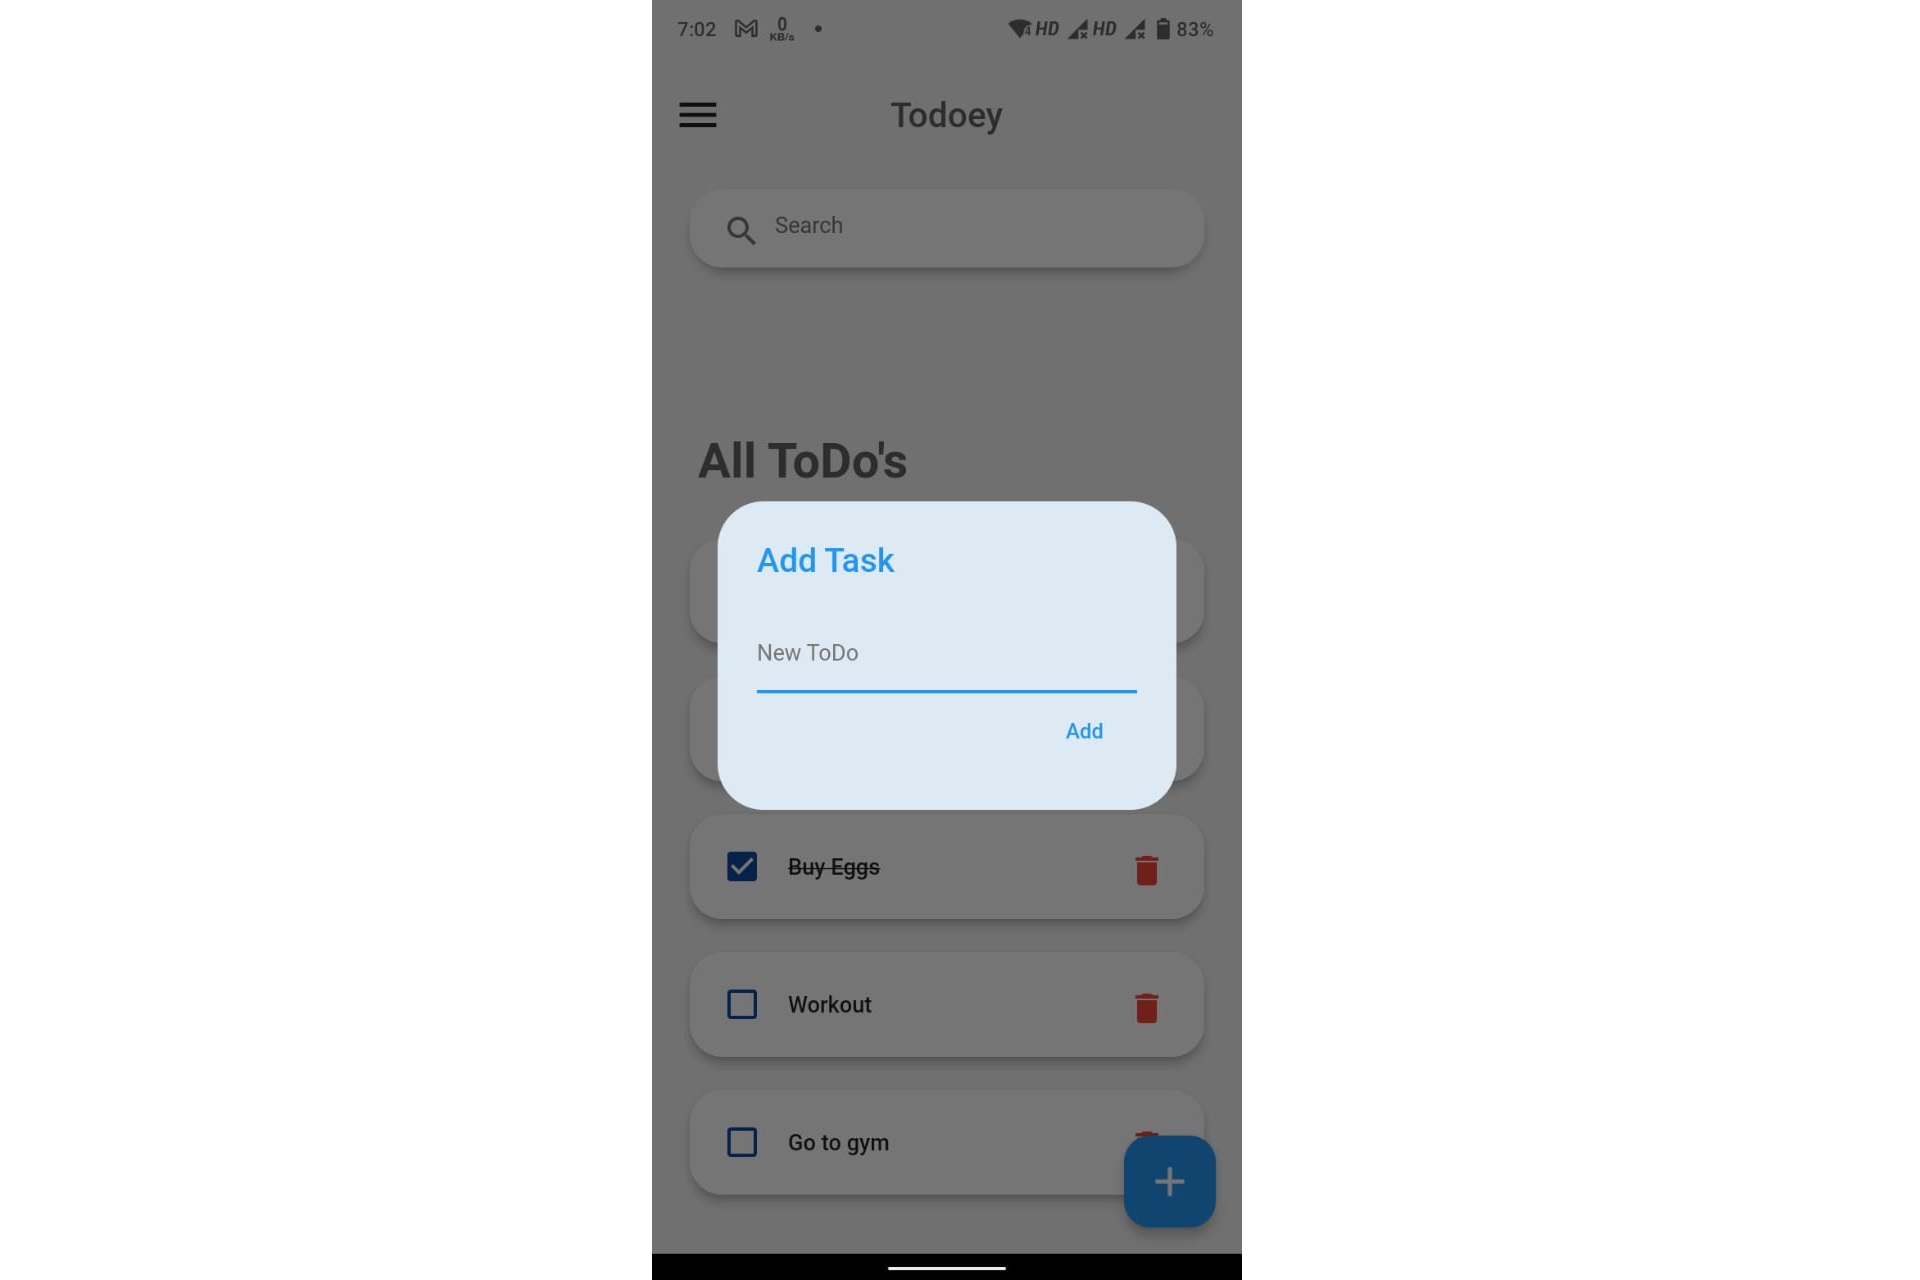 7:02 0 KB/s HD HD 83%
Todoey
Search
All ToDo's
Add Task
New ToDo
Add
Buy Eggs
Workout
Go to gym